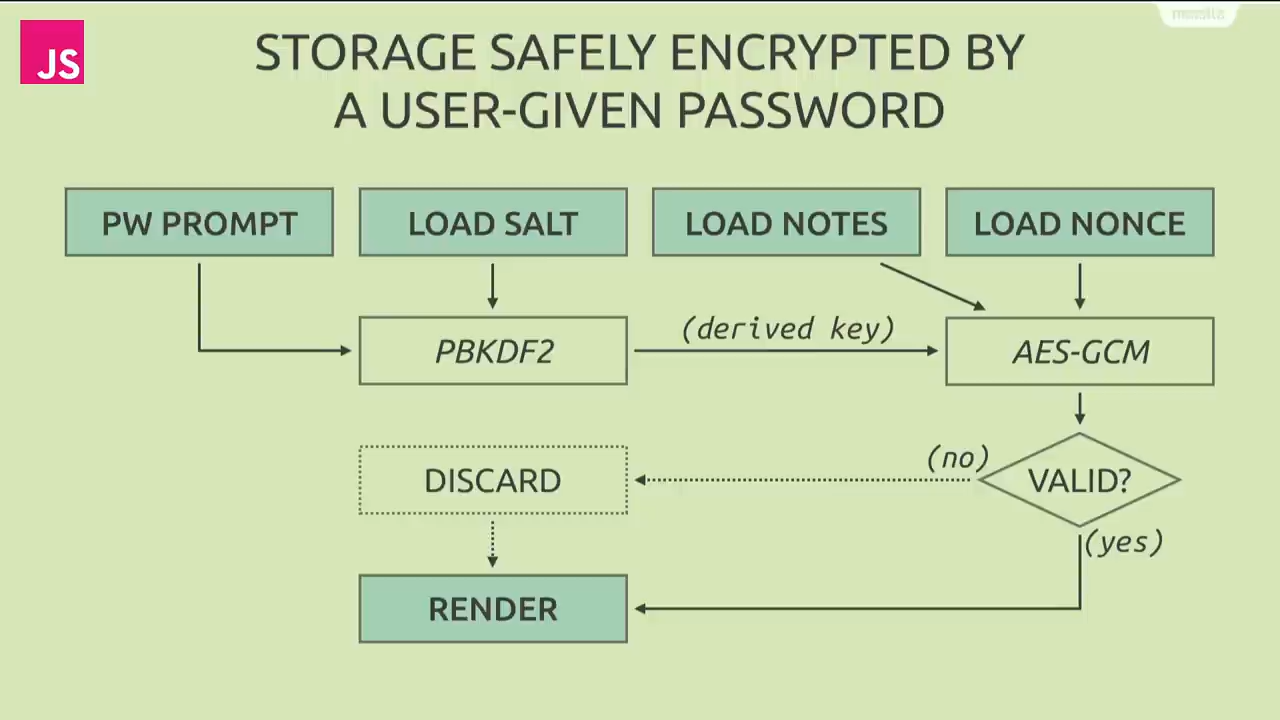 JS
STORAGE SAFELY ENCRYPTED BY
A USER-GIVEN PASSWORD
PW PROMPT
LOAD SALT
LOAD NOTES
LOAD NONCE
PBKDF2
(derived key)
AES-GCM
DISCARD
(no)
VALID?
(yes)
RENDER